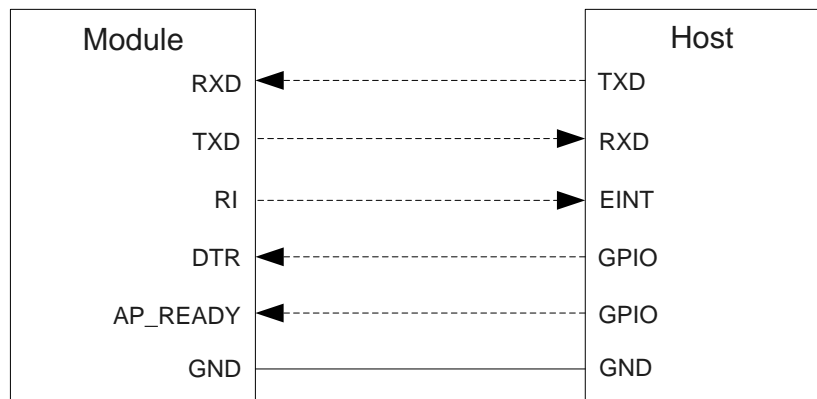 Module Host
RXD TXD
TXD RXD
RI EINT
DTR GPIO
AP_READY GPIO
GND GND